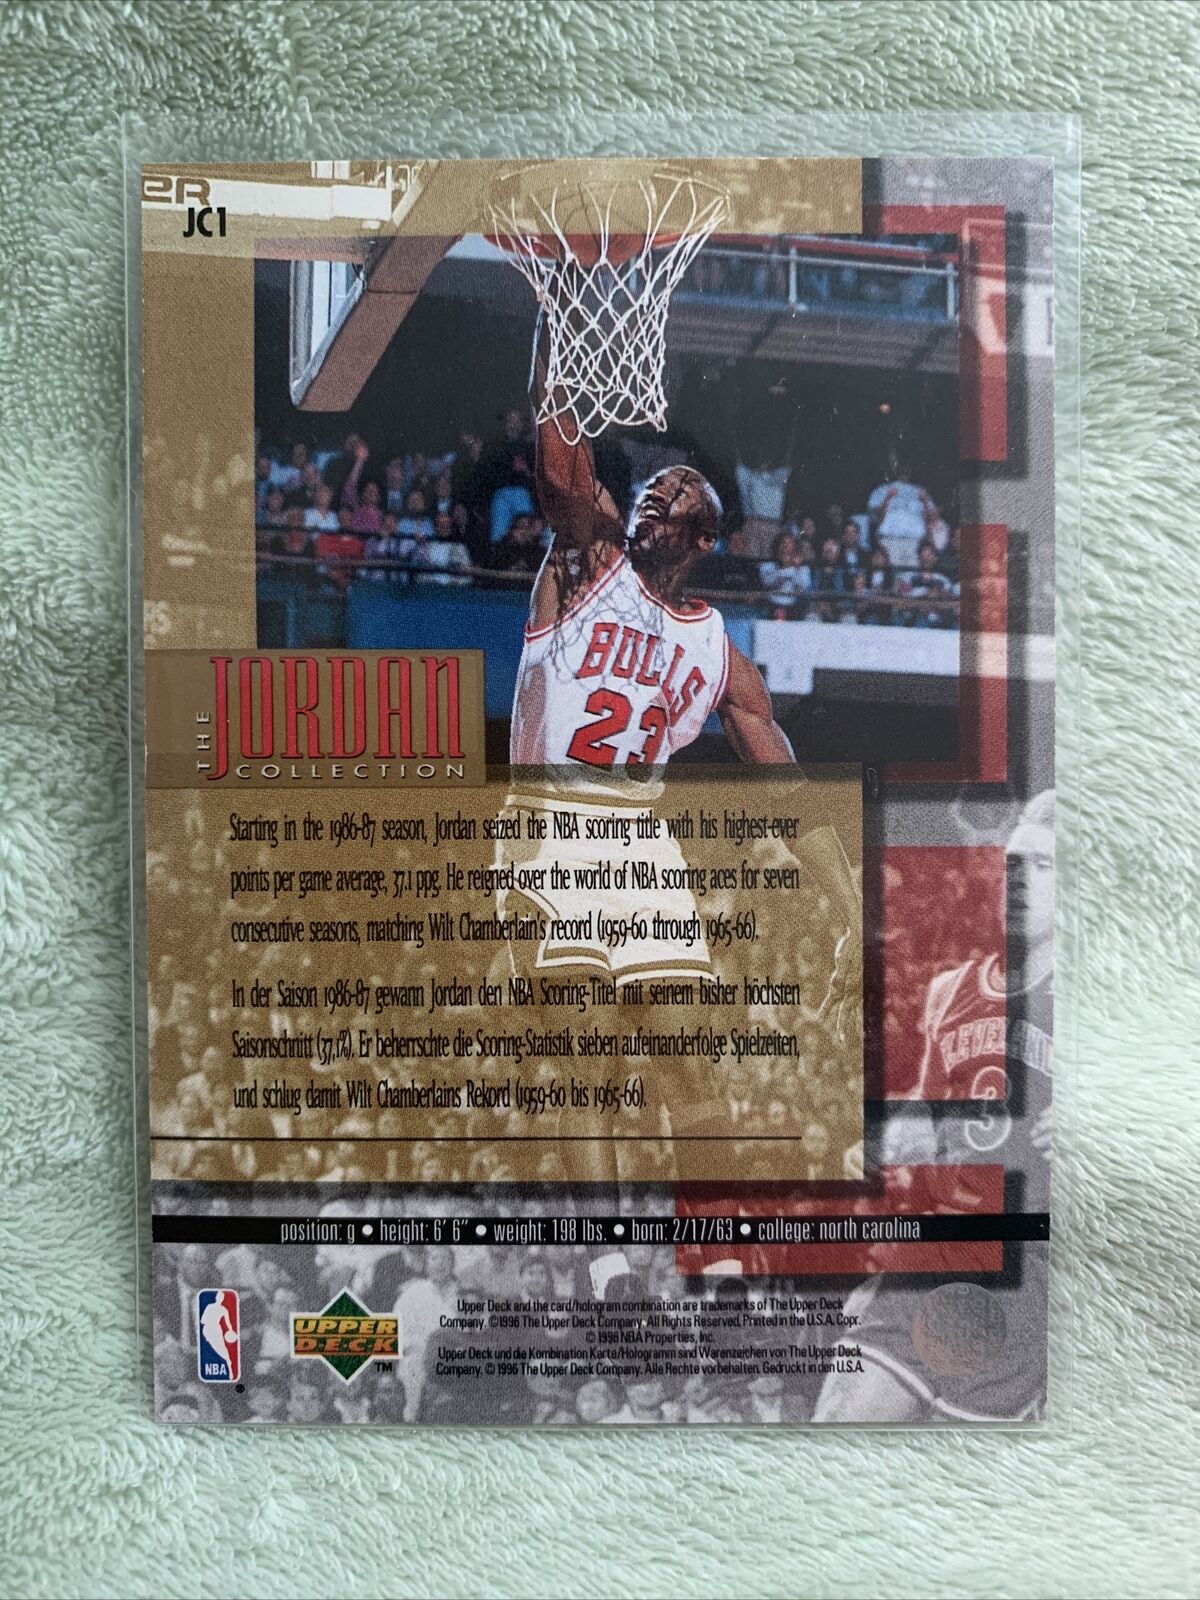 ER
JC1
BULLS
23
THE
JORDAN
COLLECTION
Starting in the 1986-87 season, Jordan seized the NBA scoring title with his highest-ever
points per game average, 37.1 ppg. He reigned over the world of NBA scoring aces for seven
consecutive seasons, matching Wilt Chamberlain's record (1959-60 through 1965-66).
In der Saison 1986-87 gewann Jordan den NBA Scoring-Titel mit seinem bisher höchsten
Saisonschnitt (37,1%). Er beherrschte die Scoring-Statistik sieben aufeinanderfolge Spielzeiten,
und schlug damit Wilt Chamberlains Rekord (1959-60 bis 1965-66).
position: g • height: 6' 6" • weight: 198 lbs. • born: 2/17/63 • college: north carolina
NBA ®
UPPER
DECK ™
Upper Deck and the card/hologram combination are trademarks of The Upper Deck
Company. ©1996 The Upper Deck Company. All Rights Reserved. Printed in the U.S.A. Copr.
© 1996 NBA Properties, Inc.
Upper Deck und die Kombination Karte/Hologramm sind Warenzeichen von The Upper Deck
Company. © 1996 The Upper Deck Company. Alle Rechte vorbehalten. Gedruckt in den U.S.A.